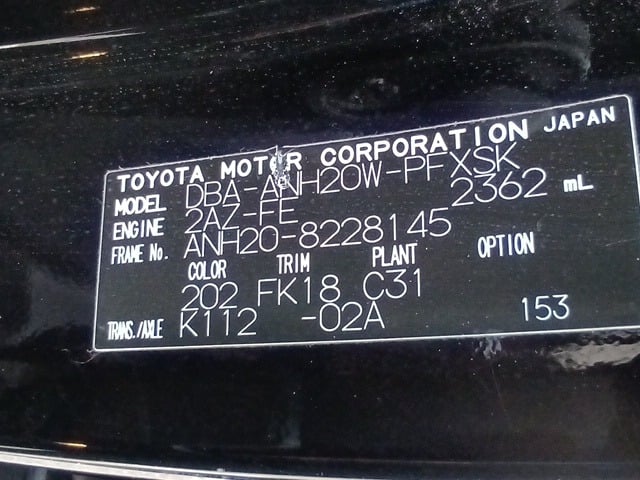 TOYOTA MOTOR CORPORATION JAPAN
MODEL DBA-ANH20W-PFXSK
ENGINE 2AZ-FE 2362 mL
FRAME No. ANH20-8228145
COLOR TRIM PLANT OPTION
202 FK18 C31
TRANS./AXLE K112 -02A 153